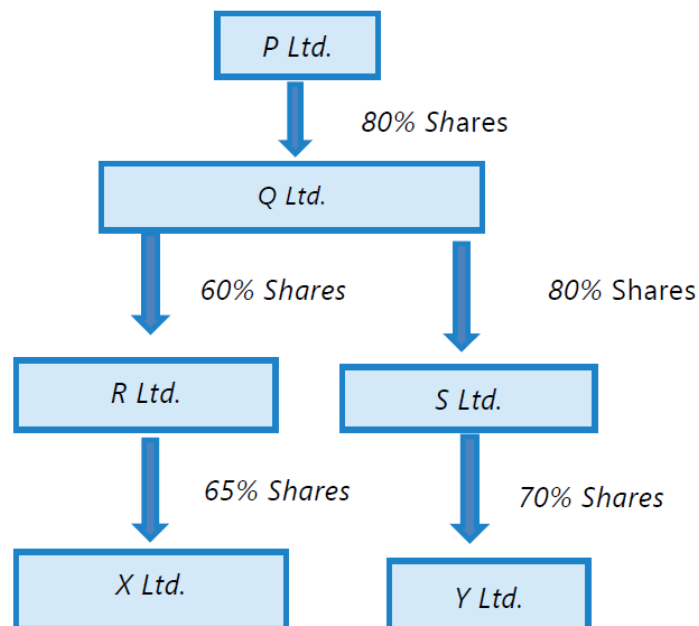 P Ltd.
80% Shares
Q Ltd.
60% Shares
80% Shares
R Ltd.
S Ltd.
65% Shares
70% Shares
X Ltd.
Y Ltd.